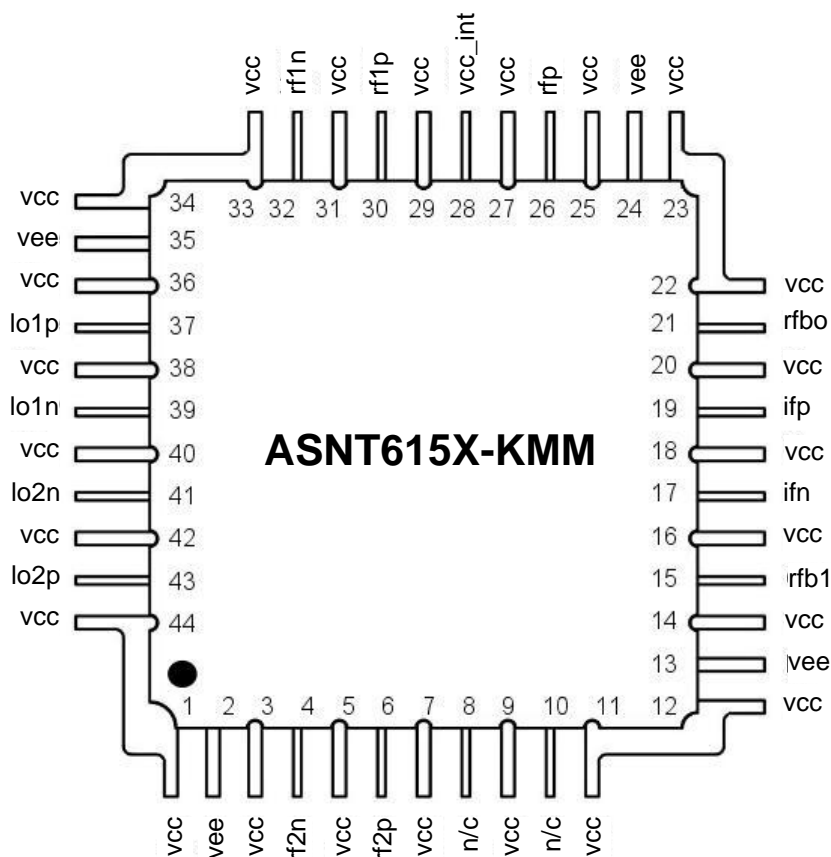 vcc
rf1n
vcc
rf1p
vcc
vcc_int
vcc
rfp
vcc
vee
vcc
33 32 31 30 29 28 27 26 25 24 23
vcc 34
vee 35
vcc 36
lo1p 37
vcc 38
lo1n 39
vcc 40
lo2n 41
vcc 42
lo2p 43
vcc 44
ASNT615X-KMM
22 vcc
21 rfbo
20 vcc
19 ifp
18 vcc
17 ifn
16 vcc
15 rfb1
14 vcc
13 vee
12 vcc
1 2 3 4 5 6 7 8 9 10 11
vcc
vee
vcc
rf2n
vcc
rf2p
vcc
n/c
vcc
n/c
vcc